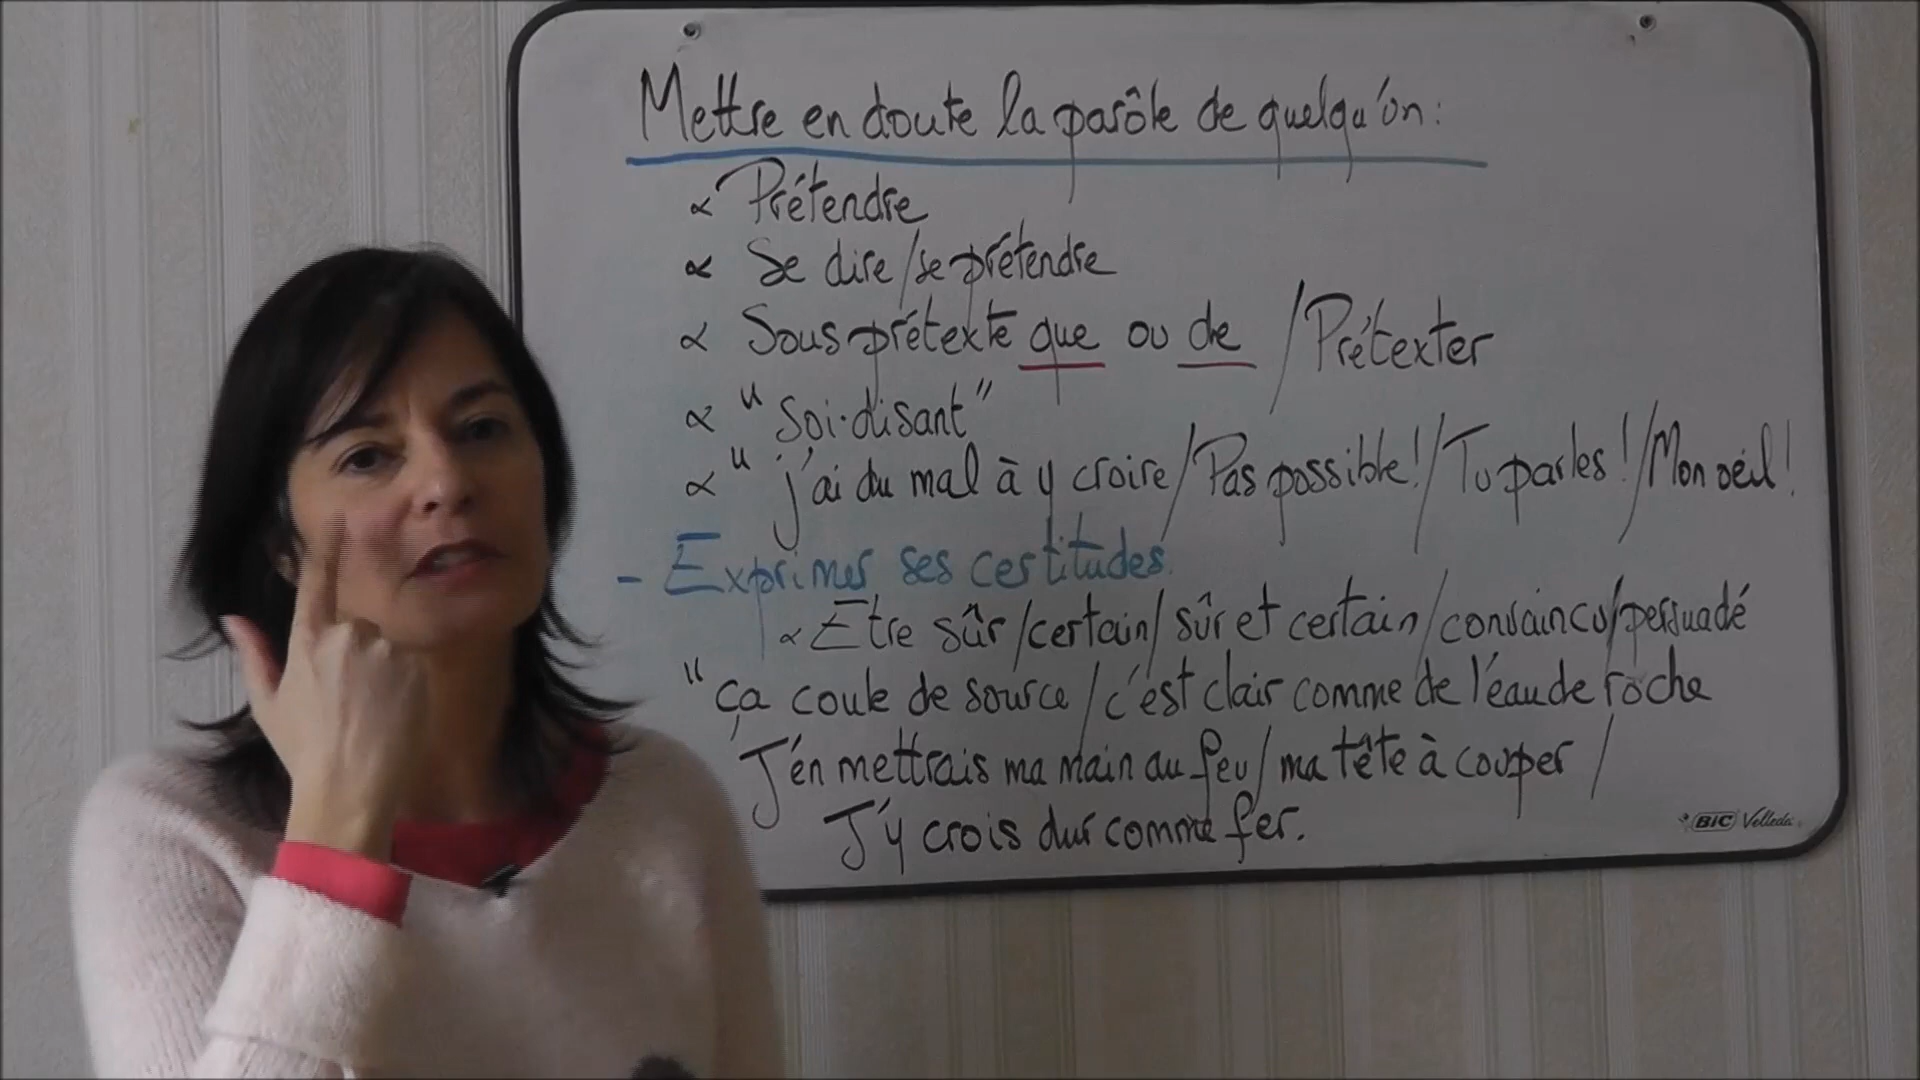 Mettre en doute la parôle de quelqu'un :
∝ Prétendre
∝ Se dire / se prétendre
∝ Sous prétexte que ou de / Prétexter
∝ "Soi-disant"
∝ "j'ai du mal à y croire / Pas possible ! / Tu parles ! / Mon oeil !
- Exprimer ses certitudes.
∝ Etre sûr / certain / sûr et certain / convaincu / persuadé
"ça coule de source / c'est clair comme de l'eau de roche
J'en mettrais ma main au feu / ma tête à couper /
J'y crois dur comme fer.
BIC Velleda